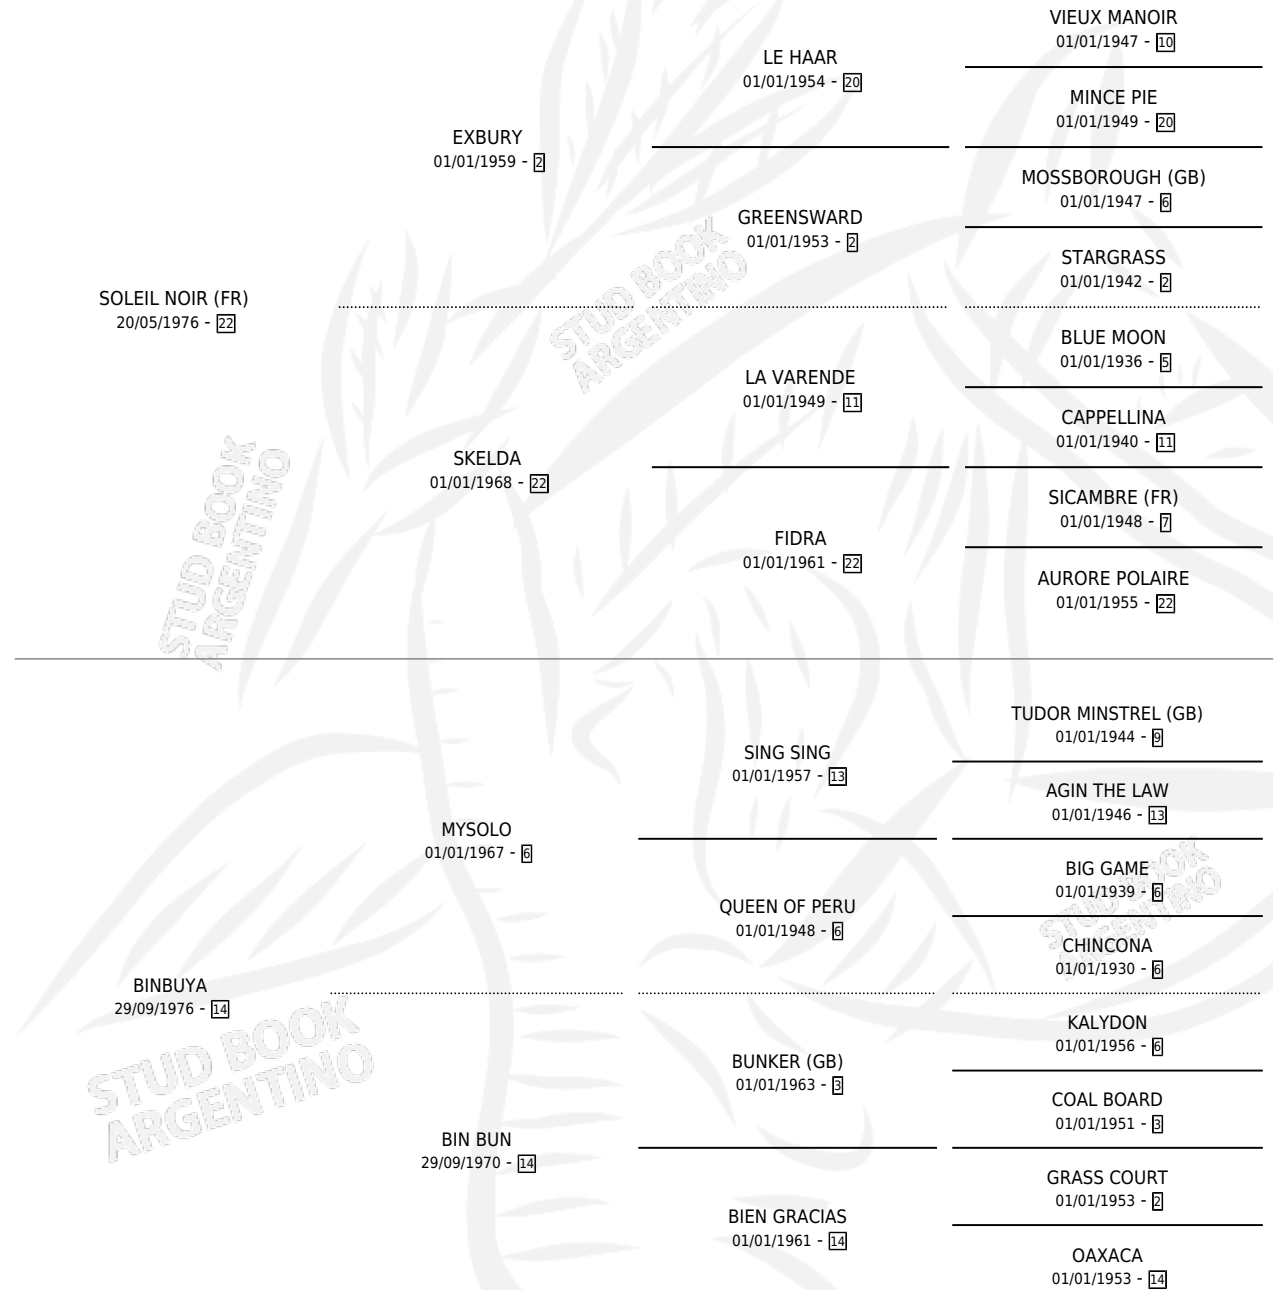 VIEUX MANOIR
01/01/1947 - 10
LE HAAR
01/01/1954 - 20
MINCE PIE
01/01/1949 - 20
EXBURY
01/01/1959 - 2
MOSSBOROUGH (GB)
01/01/1947 - 6
GREENSWARD
01/01/1953 - 2
STARGRASS
01/01/1942 - 2
SOLEIL NOIR (FR)
20/05/1976 - 22
BLUE MOON
01/01/1936 - 5
LA VARENDE
01/01/1949 - 11
CAPPELLINA
01/01/1940 - 11
SKELDA
01/01/1968 - 22
SICAMBRE (FR)
01/01/1948 - 7
FIDRA
01/01/1961 - 22
AURORE POLAIRE
01/01/1955 - 22
TUDOR MINSTREL (GB)
01/01/1944 - 9
SING SING
01/01/1957 - 13
AGIN THE LAW
01/01/1946 - 13
MYSOLO
01/01/1967 - 6
BIG GAME
01/01/1939 - 6
QUEEN OF PERU
01/01/1948 - 6
CHINCONA
01/01/1930 - 6
BINBUYA
29/09/1976 - 14
KALYDON
01/01/1956 - 6
BUNKER (GB)
01/01/1963 - 3
COAL BOARD
01/01/1951 - 3
BIN BUN
29/09/1970 - 14
GRASS COURT
01/01/1953 - 2
BIEN GRACIAS
01/01/1961 - 14
OAXACA
01/01/1953 - 14
STUD BOOK
ARGENTINO
STUD BOOK
ARGENTINO
STUD BOOK
ARGENTINO
STUD BOOK
ARGENTINO